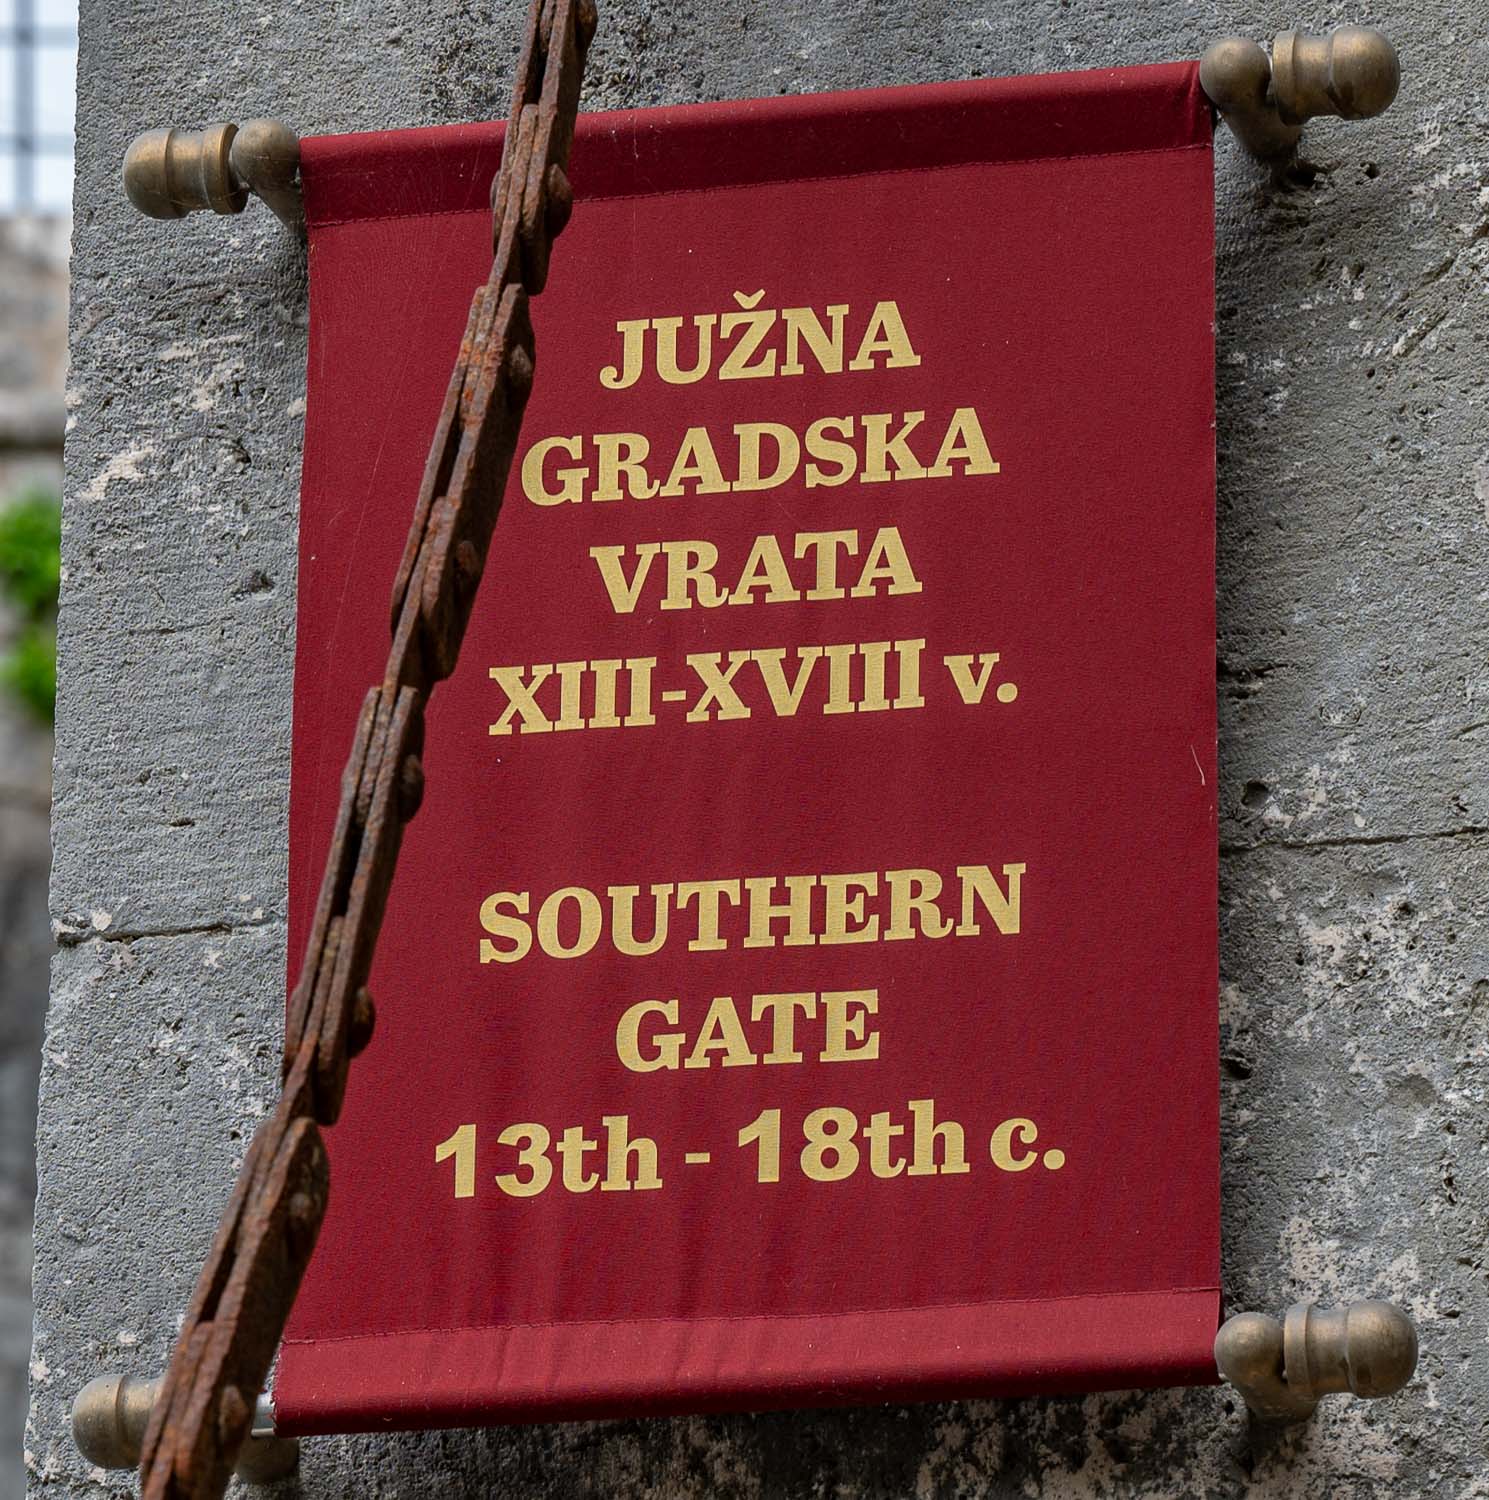 JUŽNA
GRADSKA
VRATA
XIII-XVIII v.
SOUTHERN
GATE
13th - 18th c.